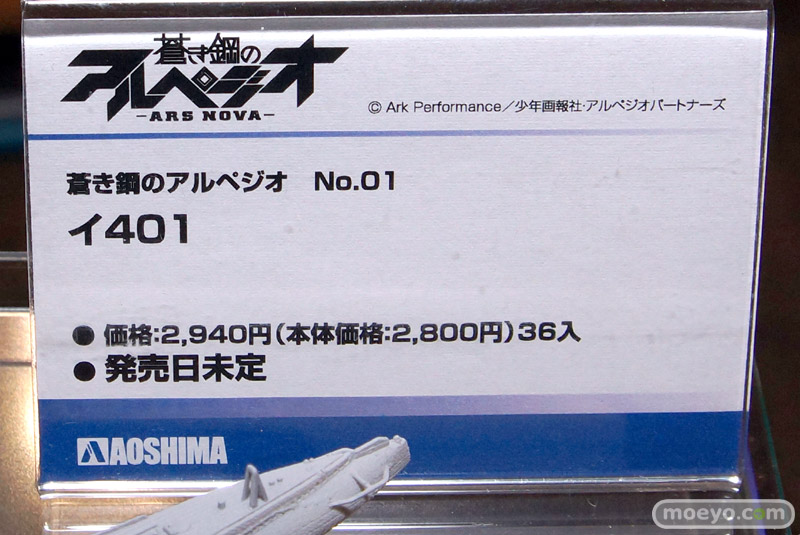 蒼き鋼の
アルペジオ
-ARS NOVA-
© Ark Performance／少年画報社・アルペジオパートナーズ
蒼き鋼のアルペジオ　No.01
イ401
● 価格:2,940円(本体価格:2,800円)36入
● 発売日未定
AOSHIMA
moeyo.com